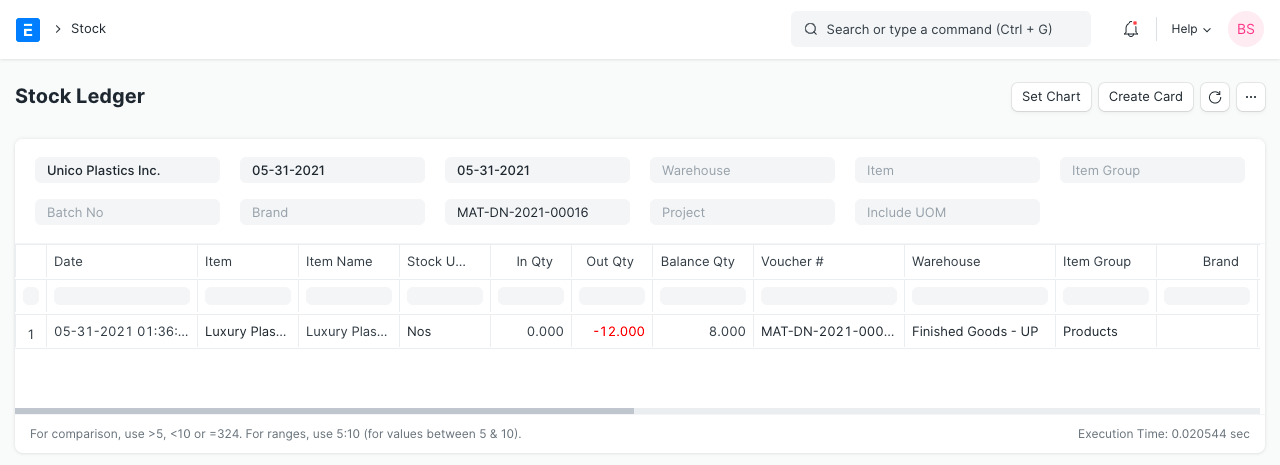 E > Stock Search or type a command (Ctrl + G) Help BS
Stock Ledger Set Chart Create Card ...
Unico Plastics Inc. 05-31-2021 05-31-2021 Warehouse Item Item Group
Batch No Brand MAT-DN-2021-00016 Project Include UOM
Date Item Item Name Stock U... In Qty Out Qty Balance Qty Voucher # Warehouse Item Group Brand
1 05-31-2021 01:36:... Luxury Plas... Luxury Plas... Nos 0.000 -12.000 8.000 MAT-DN-2021-000... Finished Goods - UP Products
For comparison, use >5, <10 or =324. For ranges, use 5:10 (for values between 5 & 10). Execution Time: 0.020544 sec